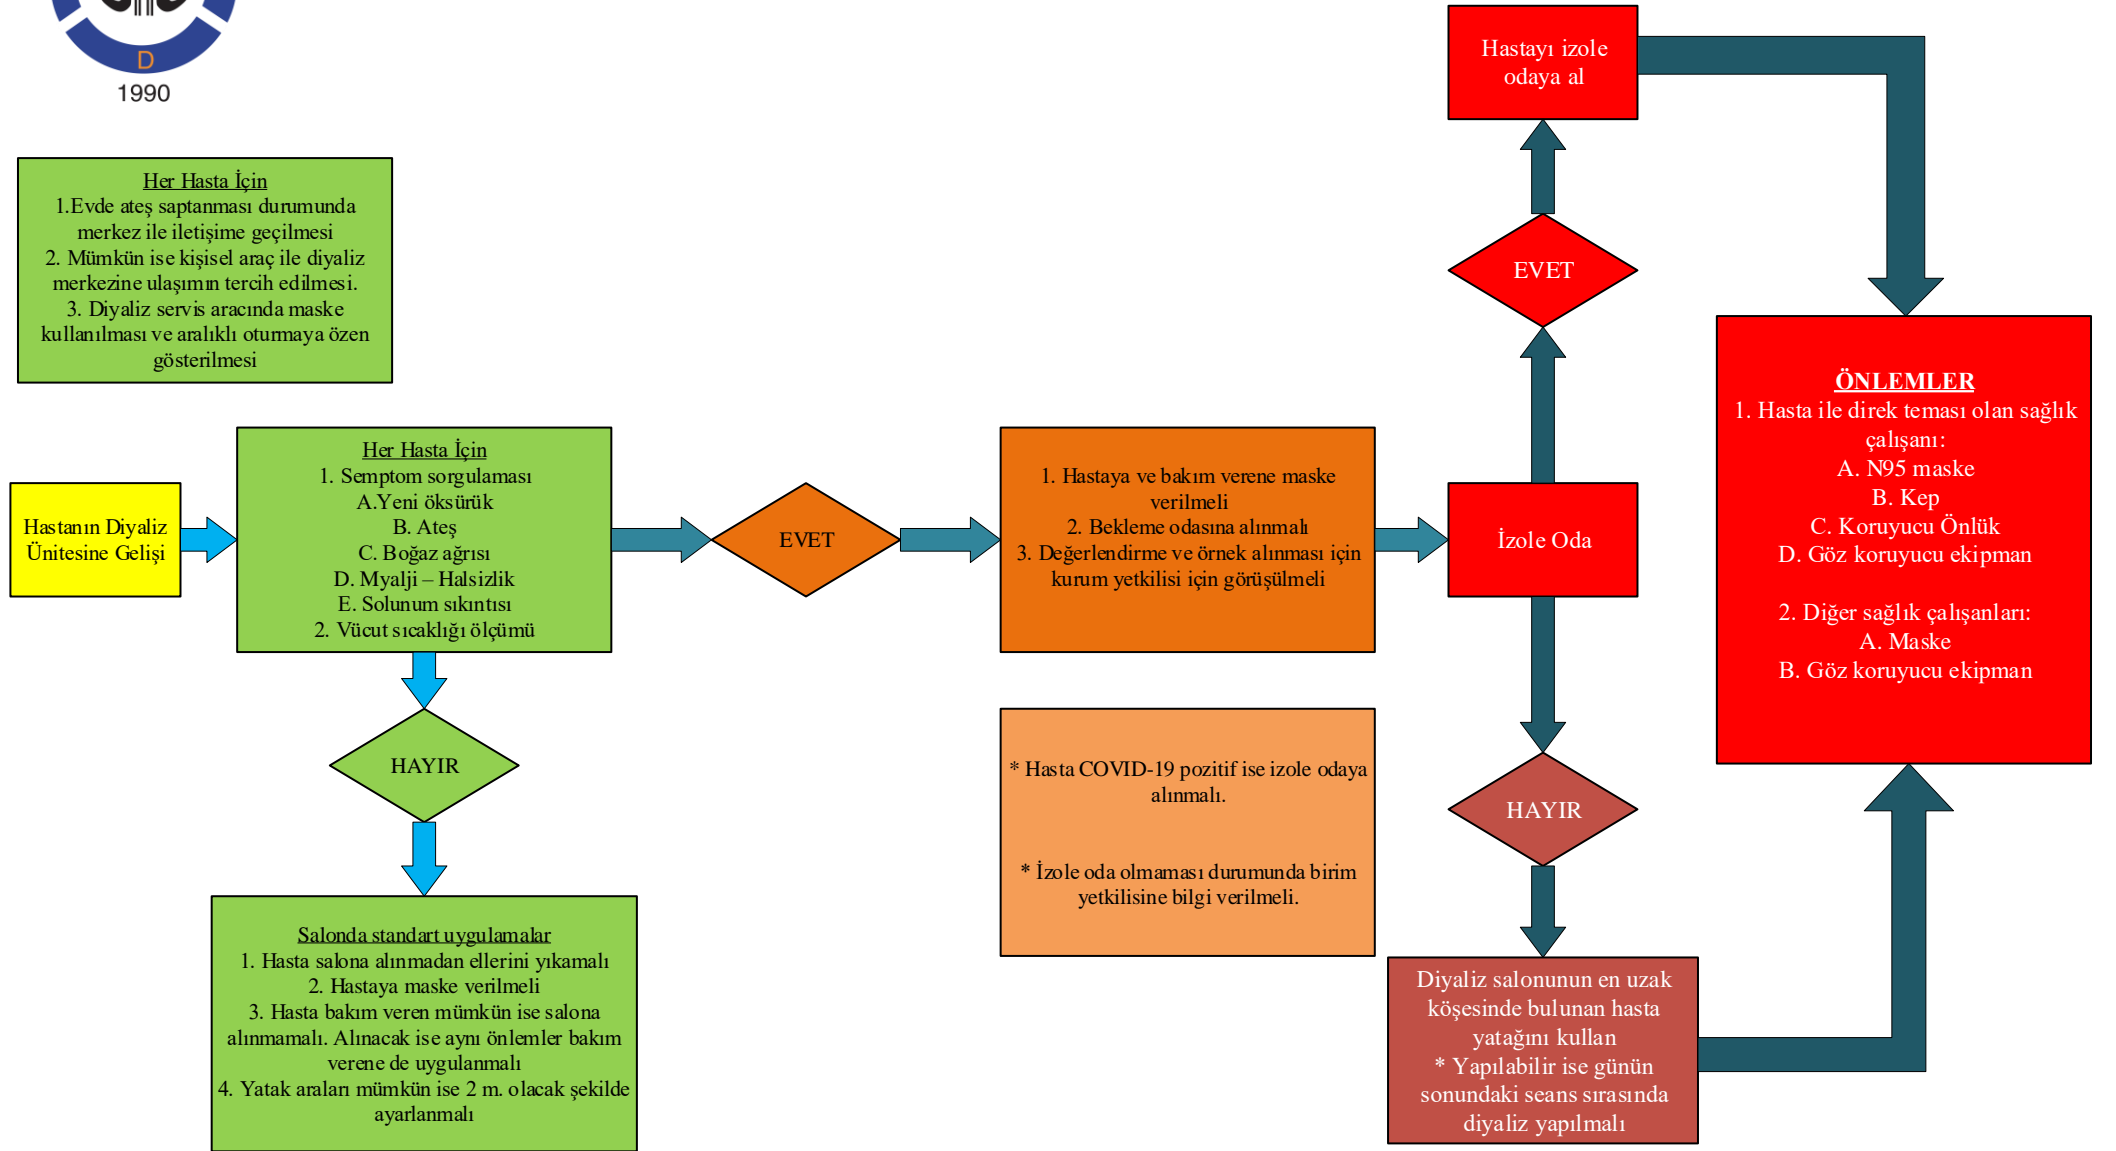 D
1990
Her Hasta İçin
1.Evde ateş saptanması durumunda
merkez ile iletişime geçilmesi
2. Mümkün ise kişisel araç ile diyaliz
merkezine ulaşımın tercih edilmesi.
3. Diyaliz servis aracında maske
kullanılması ve aralıklı oturmaya özen
gösterilmesi
Hastanın Diyaliz
Ünitesine Gelişi
Her Hasta İçin
1. Semptom sorgulaması
A.Yeni öksürük
B. Ateş
C. Boğaz ağrısı
D. Myalji – Halsizlik
E. Solunum sıkıntısı
2. Vücut sıcaklığı ölçümü
HAYIR
Salonda standart uygulamalar
1. Hasta salona alınmadan ellerini yıkamalı
2. Hastaya maske verilmeli
3. Hasta bakım veren mümkün ise salona
alınmamalı. Alınacak ise aynı önlemler bakım
verene de uygulanmalı
4. Yatak araları mümkün ise 2 m. olacak şekilde
ayarlanmalı
EVET
1. Hastaya ve bakım verene maske
verilmeli
2. Bekleme odasına alınmalı
3. Değerlendirme ve örnek alınması için
kurum yetkilisi için görüşülmeli
* Hasta COVID-19 pozitif ise izole odaya
alınmalı.
* İzole oda olmaması durumunda birim
yetkilisine bilgi verilmeli.
İzole Oda
EVET
Hastayı izole
odaya al
HAYIR
Diyaliz salonunun en uzak
köşesinde bulunan hasta
yatağını kullan
* Yapılabilir ise günün
sonundaki seans sırasında
diyaliz yapılmalı
ÖNLEMLER
1. Hasta ile direk teması olan sağlık
çalışanı:
A. N95 maske
B. Kep
C. Koruyucu Önlük
D. Göz koruyucu ekipman
2. Diğer sağlık çalışanları:
A. Maske
B. Göz koruyucu ekipman